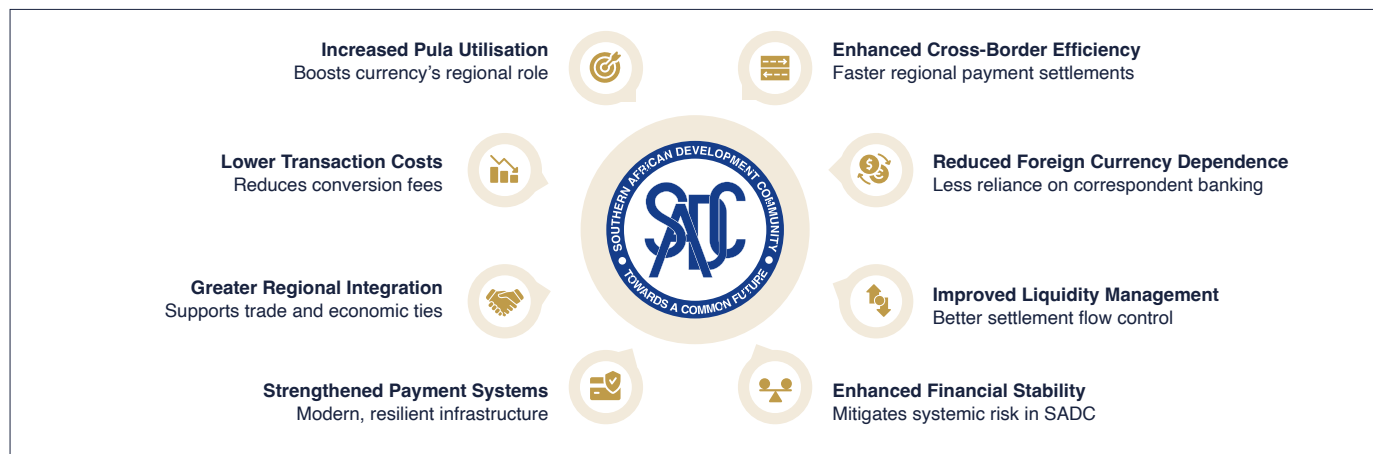 Increased Pula Utilisation
Boosts currency's regional role
Enhanced Cross-Border Efficiency
Faster regional payment settlements
Lower Transaction Costs
Reduces conversion fees
SOUTHERN AFRICAN DEVELOPMENT COMMUNITY
SADC
TOWARDS A COMMON FUTURE
Reduced Foreign Currency Dependence
Less reliance on correspondent banking
Greater Regional Integration
Supports trade and economic ties
Improved Liquidity Management
Better settlement flow control
Strengthened Payment Systems
Modern, resilient infrastructure
Enhanced Financial Stability
Mitigates systemic risk in SADC